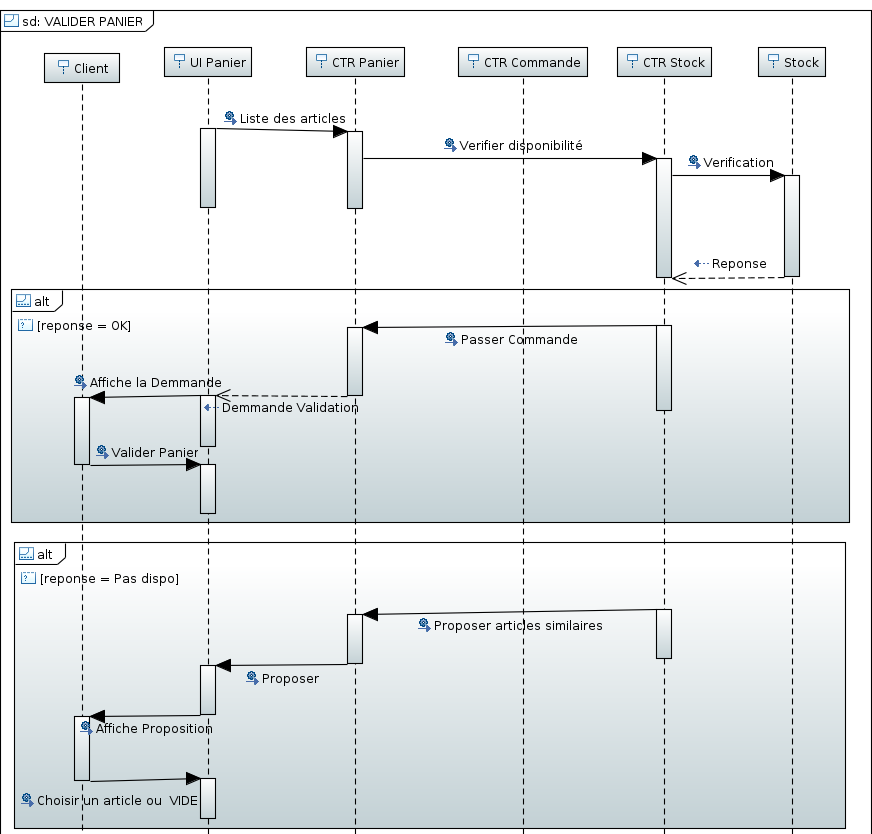 sd: VALIDER PANIER
Client
UI Panier
CTR Panier
CTR Commande
CTR Stock
Stock
Liste des articles
Verifier disponibilité
Verification
Reponse
alt
[reponse = OK]
Passer Commande
Affiche la Demmande
Demmande Validation
Valider Panier
alt
[reponse = Pas dispo]
Proposer articles similaires
Proposer
Affiche Proposition
Choisir un article ou VIDE